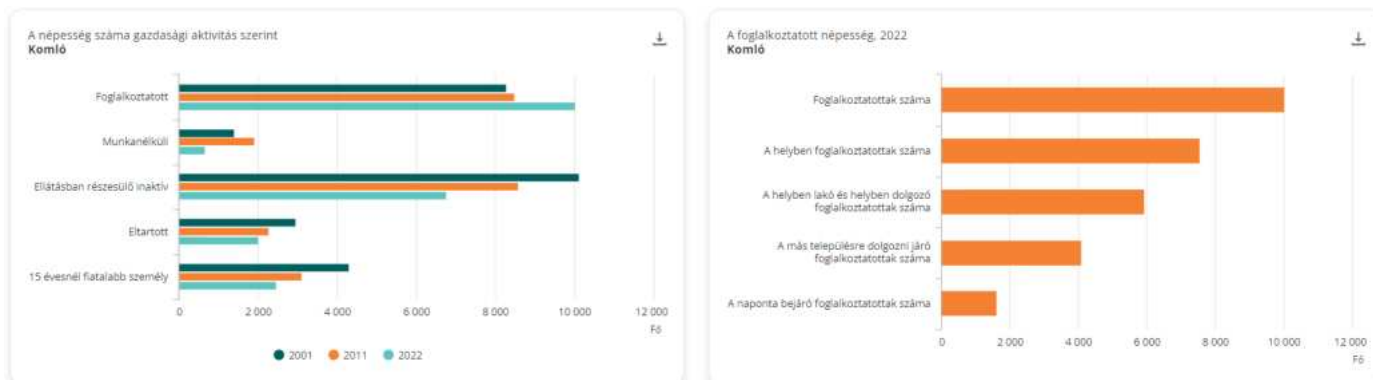 A népesség száma gazdasági aktivitás szerint
Komló
Foglalkoztatott
Munkanélküli
Ellátásban részesülő inaktív
Eltartott
15 évesnél fiatalabb személy
0 2 000 4 000 6 000 8 000 10 000 12 000
Fő
2001 2011 2022
A foglalkoztatott népesség, 2022
Komló
Foglalkoztatottak száma
A helyben foglalkoztatottak száma
A helyben lakó és helyben dolgozó
foglalkoztatottak száma
A más településre dolgozni járó
foglalkoztatottak száma
A naponta bejáró foglalkoztatottak száma
0 2 000 4 000 6 000 8 000 10 000 12 000
Fő